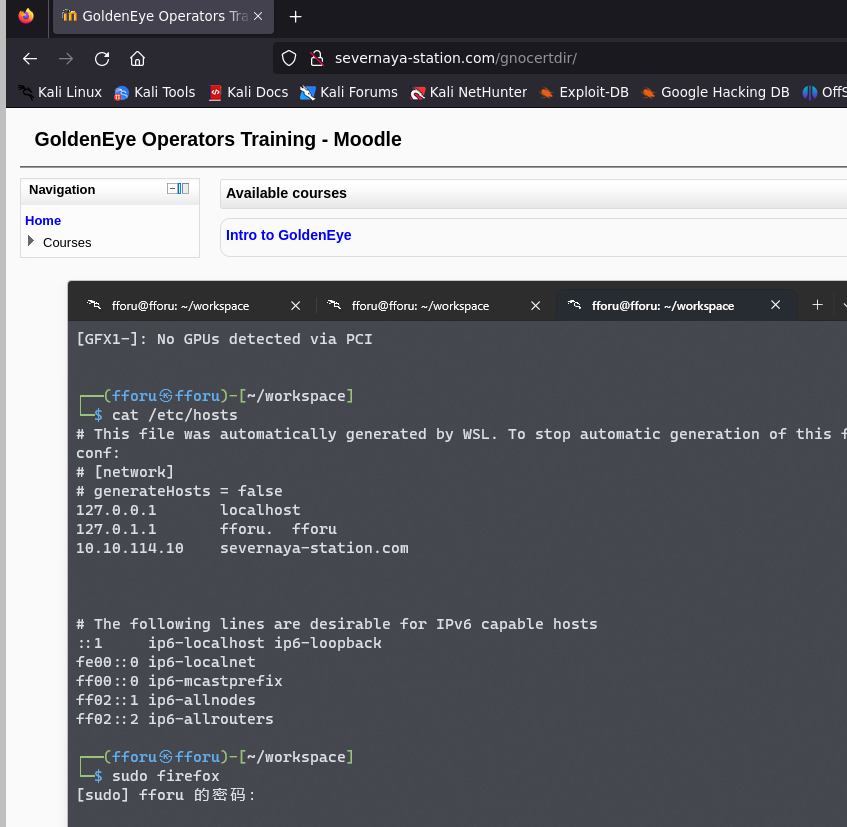 GoldenEye Operators Tra
severnaya-station.com/gnocertdir/
Kali Linux Kali Tools Kali Docs Kali Forums Kali NetHunter Exploit-DB Google Hacking DB OffS
GoldenEye Operators Training - Moodle
Navigation
Home
Courses
Available courses
Intro to GoldenEye
fforu@fforu: ~/workspace fforu@fforu: ~/workspace fforu@fforu: ~/workspace
[GFX1-]: No GPUs detected via PCI
┌──(fforu㉿fforu)-[~/workspace]
└─$ cat /etc/hosts
# This file was automatically generated by WSL. To stop automatic generation of this f
conf:
# [network]
# generateHosts = false
127.0.0.1 localhost
127.0.1.1 fforu. fforu
10.10.114.10 severnaya-station.com
# The following lines are desirable for IPv6 capable hosts
::1 ip6-localhost ip6-loopback
fe00::0 ip6-localnet
ff00::0 ip6-mcastprefix
ff02::1 ip6-allnodes
ff02::2 ip6-allrouters
┌──(fforu㉿fforu)-[~/workspace]
└─$ sudo firefox
[sudo] fforu 的密码: